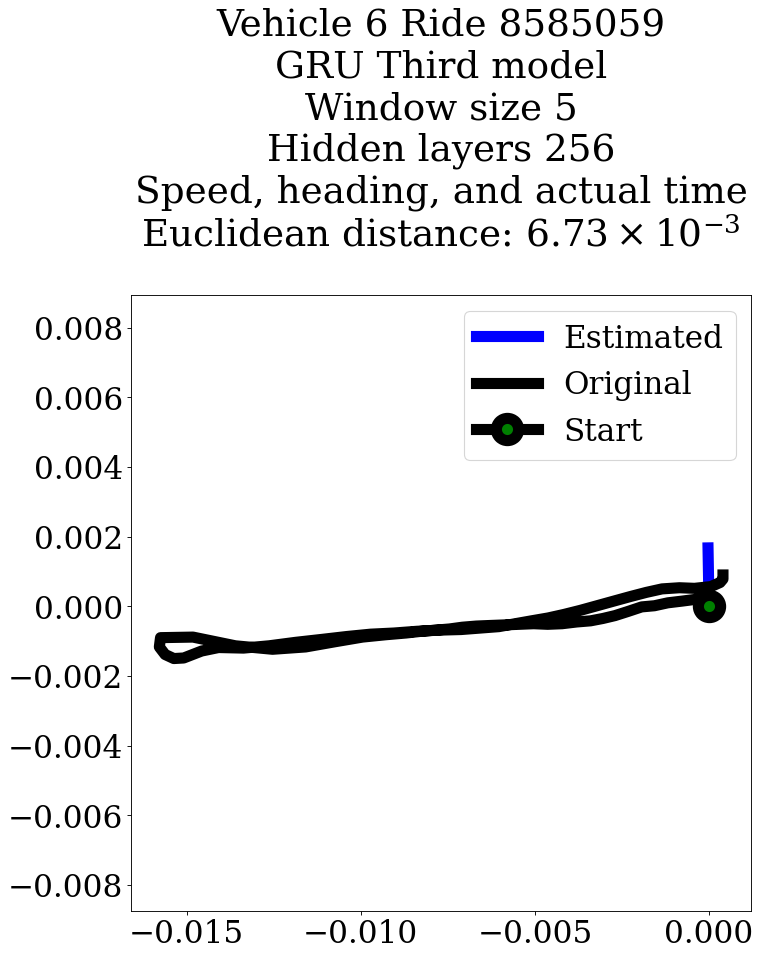 Vehicle 6 Ride 8585059
GRU Third model
Window size 5
Hidden layers 256
Speed, heading, and actual time
Euclidean distance: 6.73 × 10⁻³
Estimated
Original
Start
0.008
0.006
0.004
0.002
0.000
−0.002
−0.004
−0.006
−0.008
−0.015 −0.010 −0.005 0.000